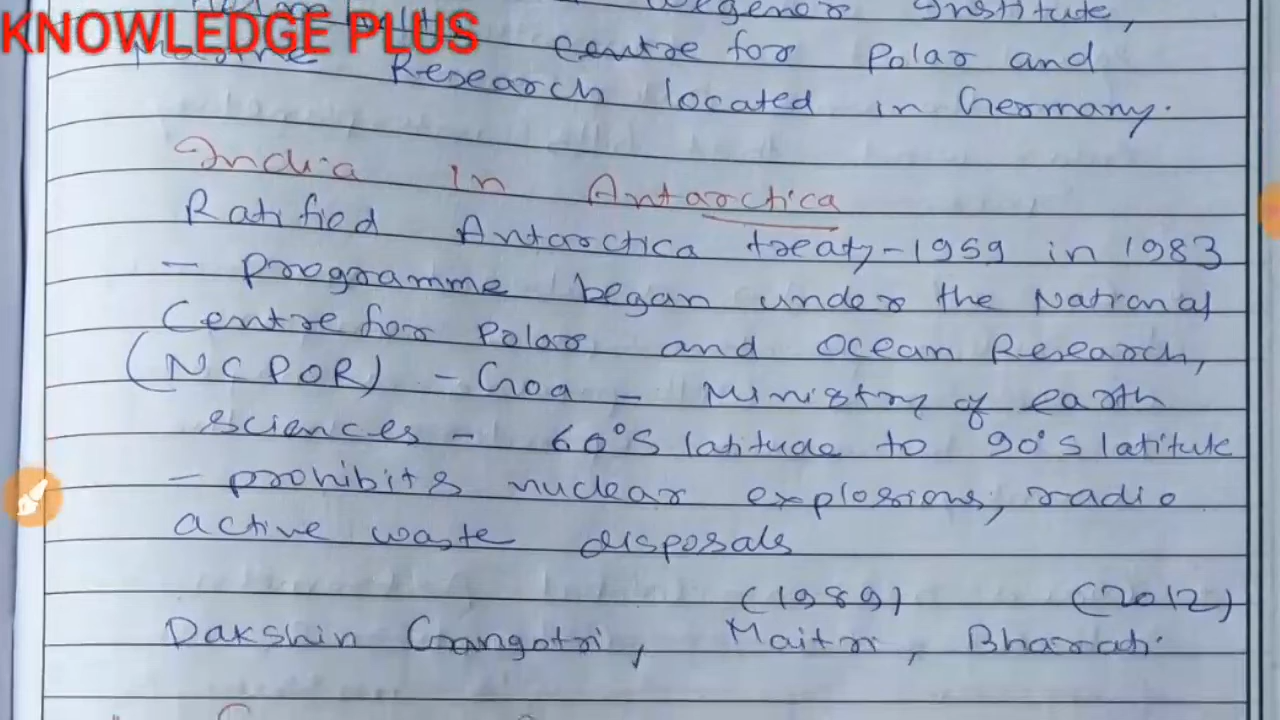 Wegener Institute,
KNOWLEDGE PLUS
Marine centre for Polar and
Research located in Germany.
India in Antarctica
Ratified Antarctica treaty-1959 in 1983
- programme began under the National
Centre for Polar and Ocean Research,
(NCPOR) - Goa - Ministry of earth
sciences - 60°S latitude to 90°S latitute
- prohibits nuclear explosions, radio
active waste disposals
(1989) (2012)
Dakshin Gangotri, Maitri, Bharati.